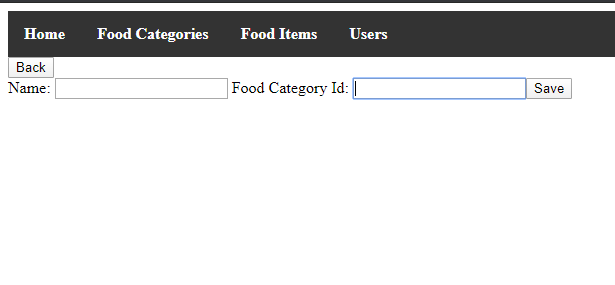 Home Food Categories Food Items Users
Back
Name: Food Category Id: Save